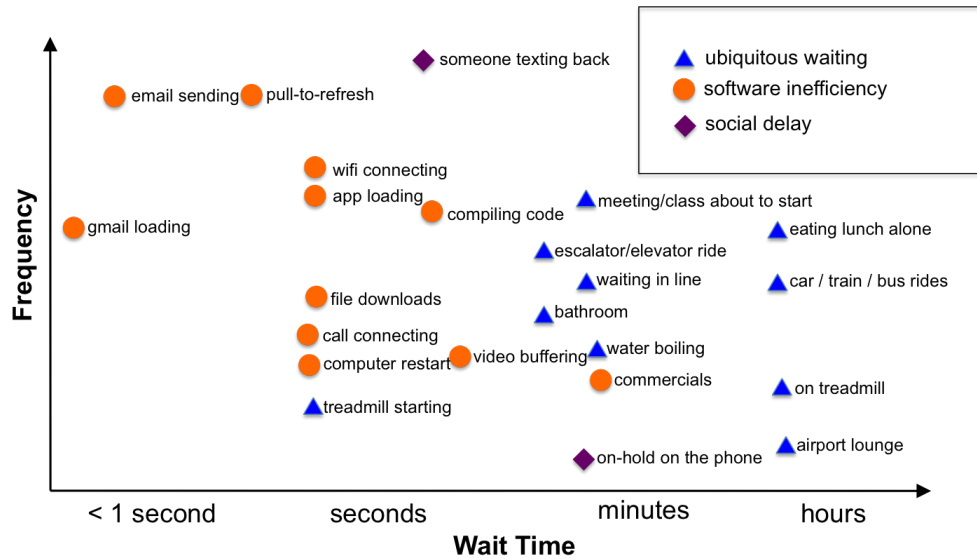 someone texting back
ubiquitous waiting
software inefficiency
social delay
email sending
pull-to-refresh
wifi connecting
app loading
compiling code
meeting/class about to start
gmail loading
eating lunch alone
escalator/elevator ride
waiting in line
car / train / bus rides
file downloads
bathroom
call connecting
computer restart
video buffering
water boiling
commercials
on treadmill
treadmill starting
on-hold on the phone
airport lounge
Frequency
< 1 second
seconds
minutes
hours
Wait Time